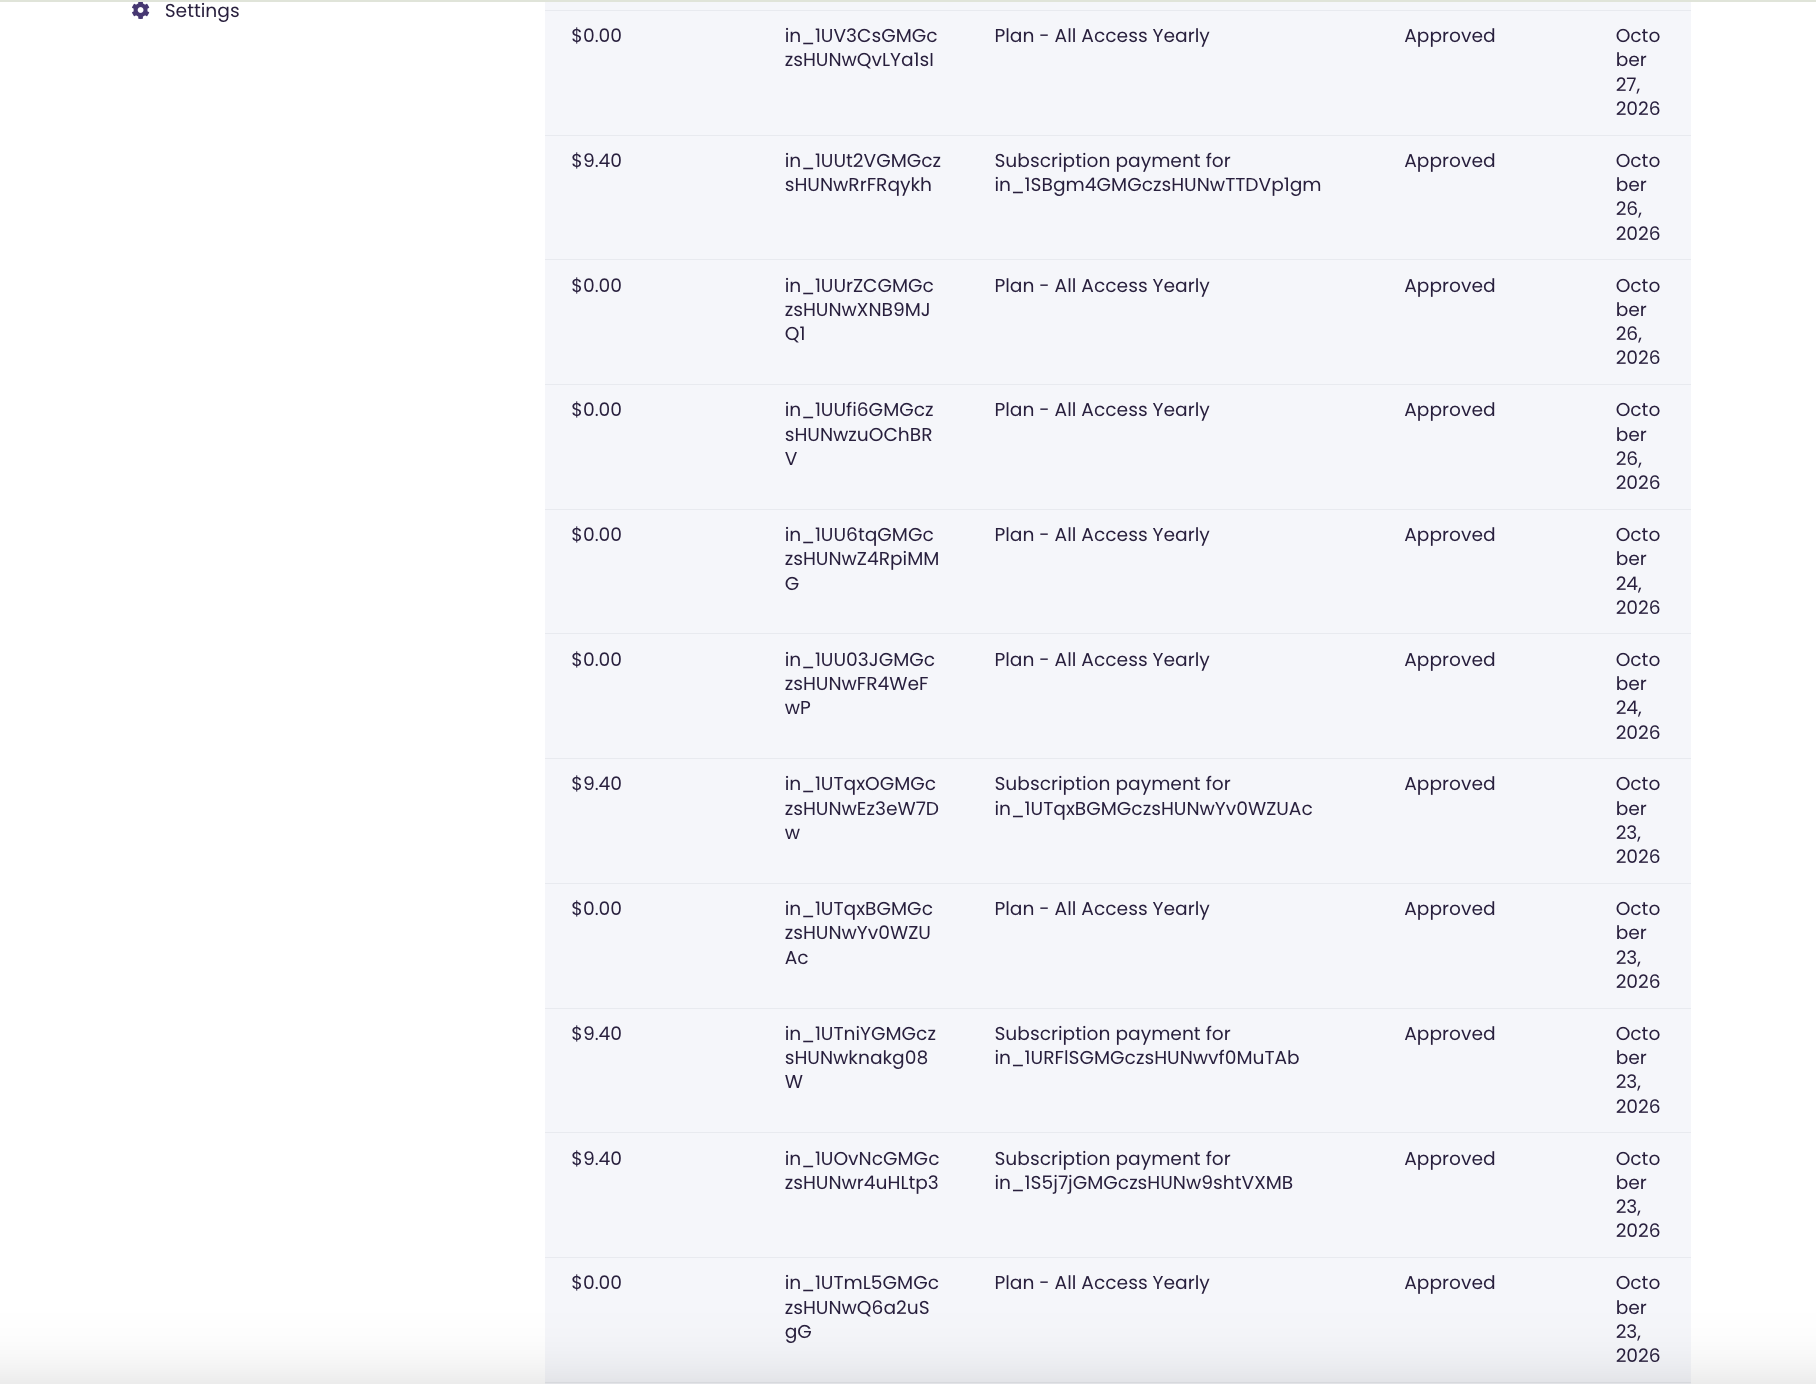 Settings
$0.00 in_1UV3CsGMGc Plan - All Access Yearly Approved Octo
zsHUNwQvLYa1sI ber
27,
2026
$9.40 in_1UUt2VGMGcz Subscription payment for Approved Octo
sHUNwRrFRqykh in_1SBgm4GMGczsHUNwTTDVp1gm ber
26,
2026
$0.00 in_1UUrZCGMGc Plan - All Access Yearly Approved Octo
zsHUNwXNB9MJ ber
Q1 26,
2026
$0.00 in_1UUfi6GMGcz Plan - All Access Yearly Approved Octo
sHUNwzuOChBR ber
V 26,
2026
$0.00 in_1UU6tqGMGc Plan - All Access Yearly Approved Octo
zsHUNwZ4RpiMM ber
G 24,
2026
$0.00 in_1UU03JGMGc Plan - All Access Yearly Approved Octo
zsHUNwFR4WeF ber
wP 24,
2026
$9.40 in_1UTqxOGMGc Subscription payment for Approved Octo
zsHUNwEz3eW7D in_1UTqxBGMGczsHUNwYv0WZUAc ber
w 23,
2026
$0.00 in_1UTqxBGMGc Plan - All Access Yearly Approved Octo
zsHUNwYv0WZU ber
Ac 23,
2026
$9.40 in_1UTniYGMGcz Subscription payment for Approved Octo
sHUNwknakg08 in_1URFlSGMGczsHUNwvf0MuTAb ber
W 23,
2026
$9.40 in_1UOvNcGMGc Subscription payment for Approved Octo
zsHUNwr4uHLtp3 in_1S5j7jGMGczsHUNw9shtVXMB ber
23,
2026
$0.00 in_1UTmL5GMGc Plan - All Access Yearly Approved Octo
zsHUNwQ6a2uS ber
gG 23,
2026